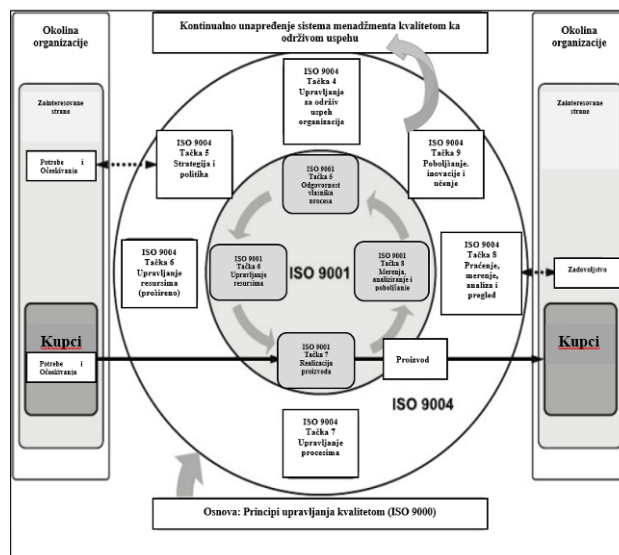 Kontinualno unapređenje sistema menadžmenta kvalitetom ka
održivom uspehu
Okolina
organizacije
Zainteresovane
strane
Potrebe i
Očekivanja
Kupci
Potrebe i
Očekivanja
ISO 9004
Tačka 4
Upravljanje
za održiv
uspeh
organizacije
ISO 9004
Tačka 5
Strategija i
politika
ISO 9004
Tačka 9
Poboljšanje.
inovacije i
učenje
ISO 9004
Tačka 6
Upravljanje
resursima
(prošireno)
ISO 9004
Tačka 8
Praćenje,
merenje,
analiza i
pregled
ISO 9001
Tačka
Odgovornost
vlasnika
procesa
ISO 9001
Tačka 6
Upravljanje
resursima
ISO 9001
ISO 9001
Tačka 8
Merenja,
analiziranje i
poboljšanje
ISO 9001
Tačka 7
Realizacija
proizvoda
Proizvod
ISO 9004
ISO 9004
Tačka 7
Upravljanje
procesima
Okolina
organizacije
Zainteresovane
strane
Zadovoljstvo
Kupci
Osnova: Principi upravljanja kvalitetom (ISO 9000)